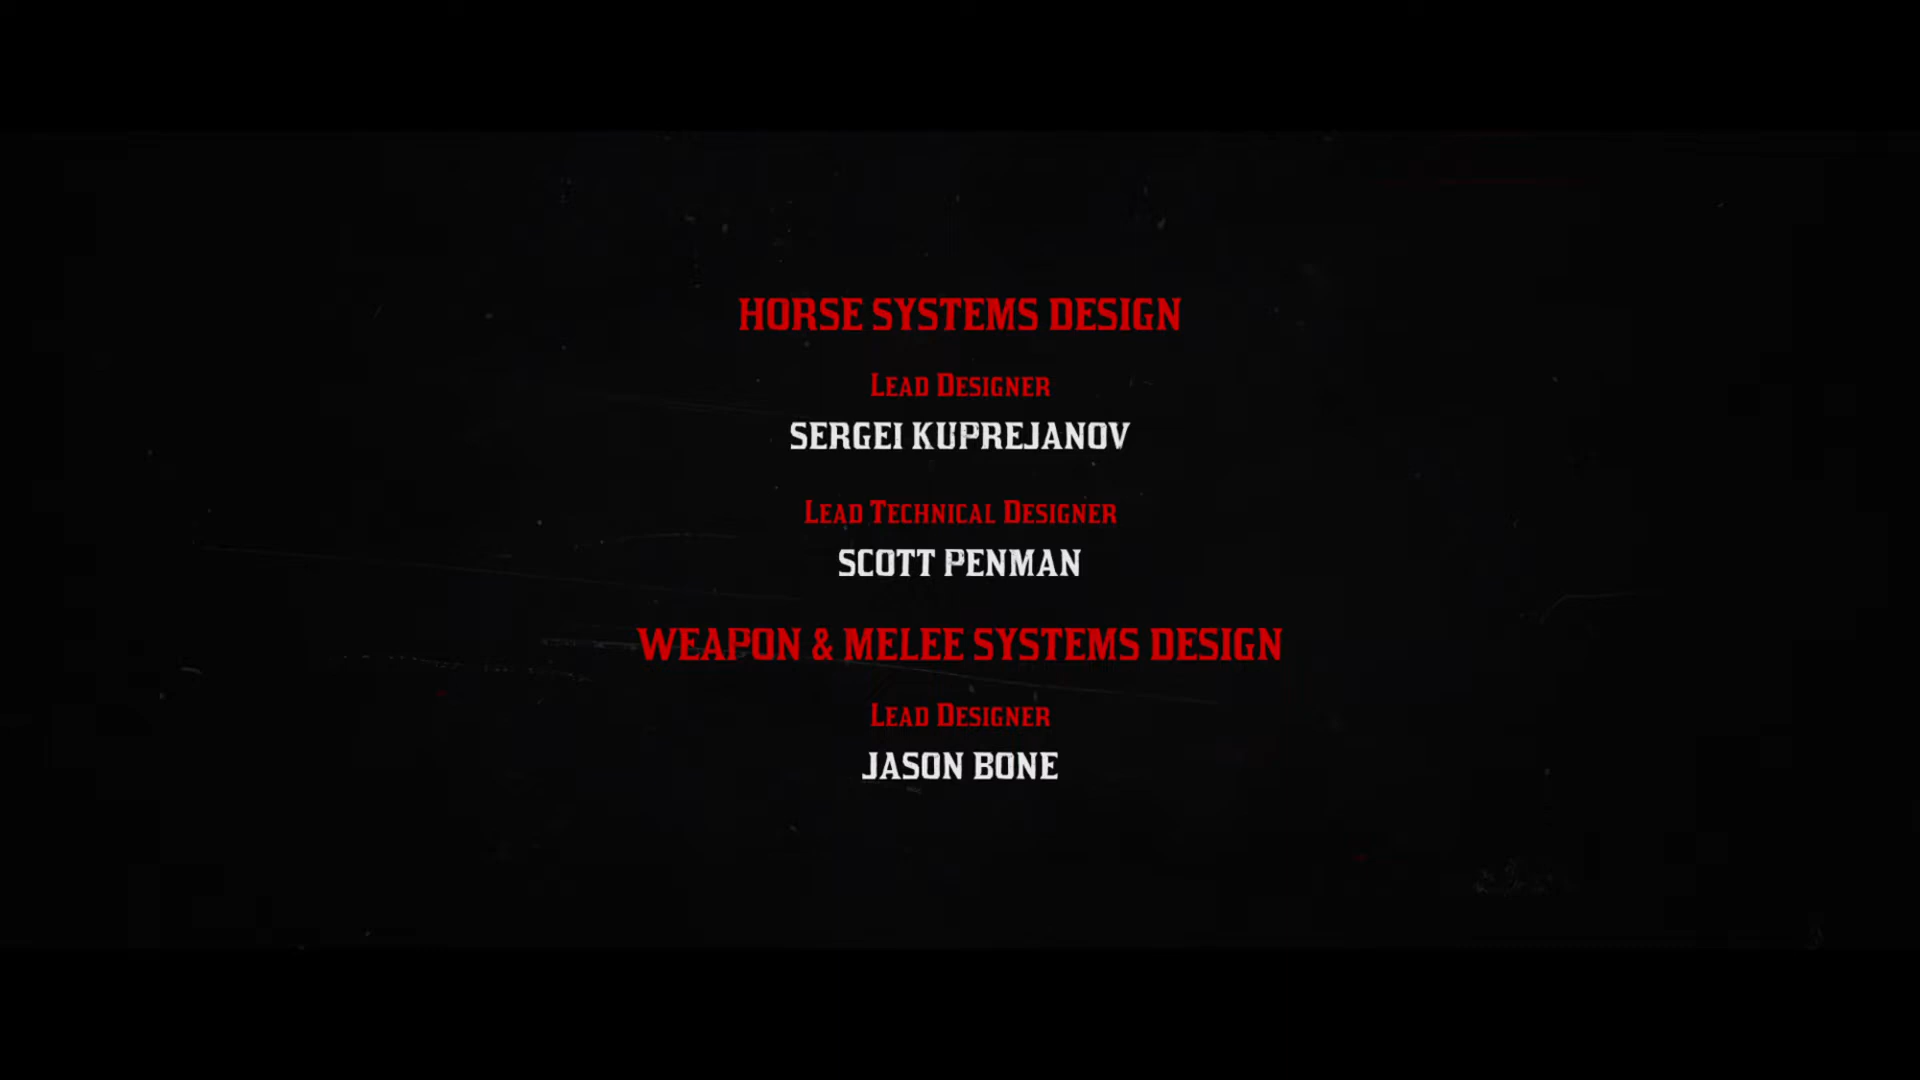 HORSE SYSTEMS DESIGN
LEAD DESIGNER
SERGEI KUPREJANOV
LEAD TECHNICAL DESIGNER
SCOTT PENMAN
WEAPON & MELEE SYSTEMS DESIGN
LEAD DESIGNER
JASON BONE